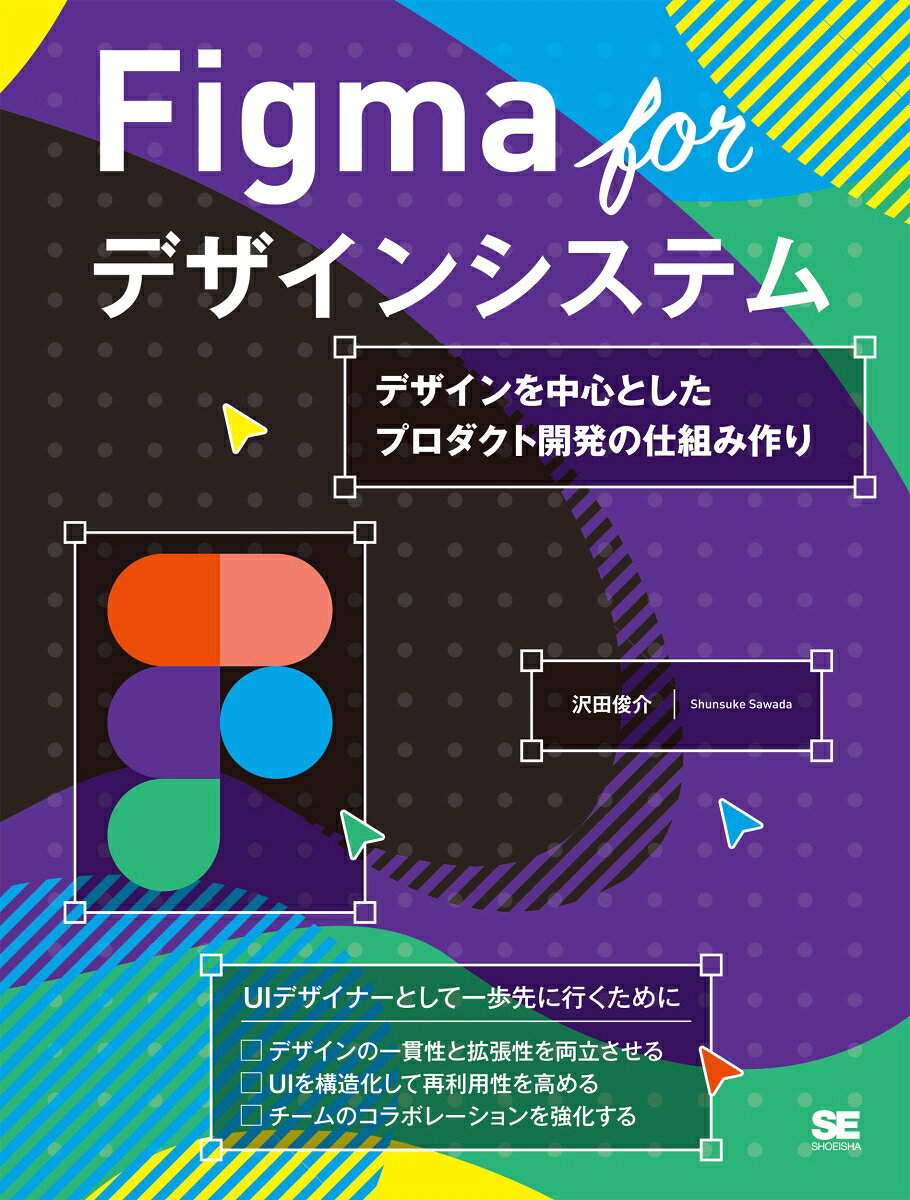 Figma for
デザインシステム
デザインを中心とした
プロダクト開発の仕組み作り
沢田俊介 | Shunsuke Sawada
UIデザイナーとして一歩先に行くために
□ デザインの一貫性と拡張性を両立させる
□ UIを構造化して再利用性を高める
□ チームのコラボレーションを強化する
SE
SHOEISHA